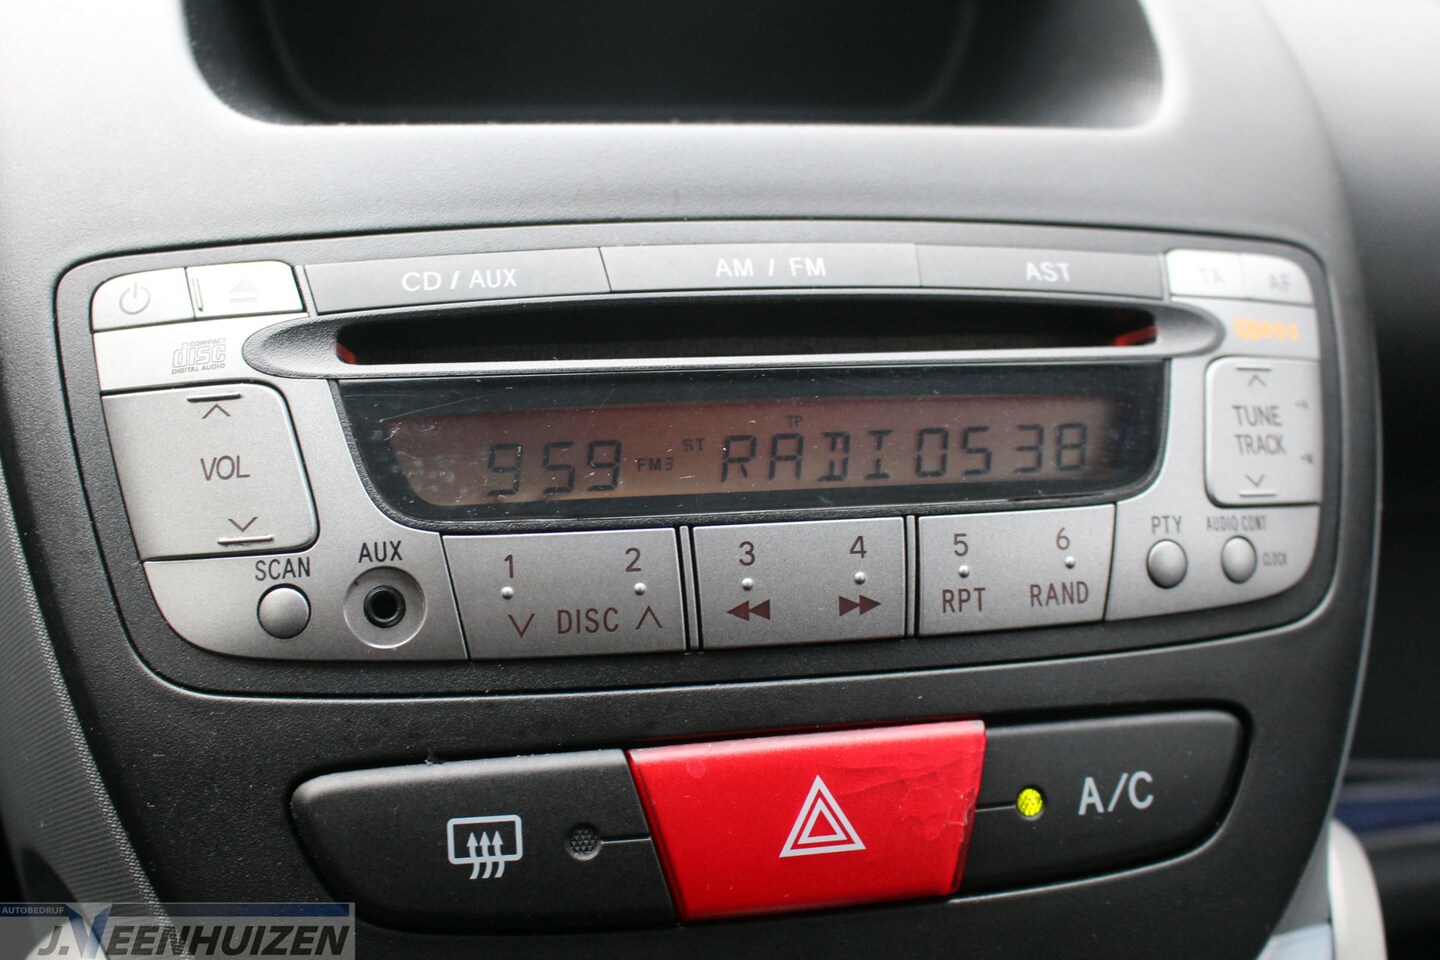 CD / AUX
AM / FM
AST
TA
AF
COMPACT
disc
DIGITAL AUDIO
VOL
959 FM3 ST TP RADIO538
TUNE
TRACK
SCAN
AUX
1
2
DISC
3
4
5
RPT
6
RAND
PTY
AUDIO CONT
CLOCK
A/C
AUTOBEDRIJF
J.VEENHUIZEN